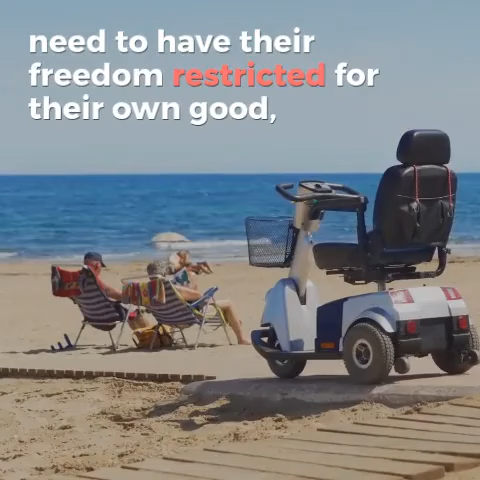 need to have their
freedom restricted for
their own good,